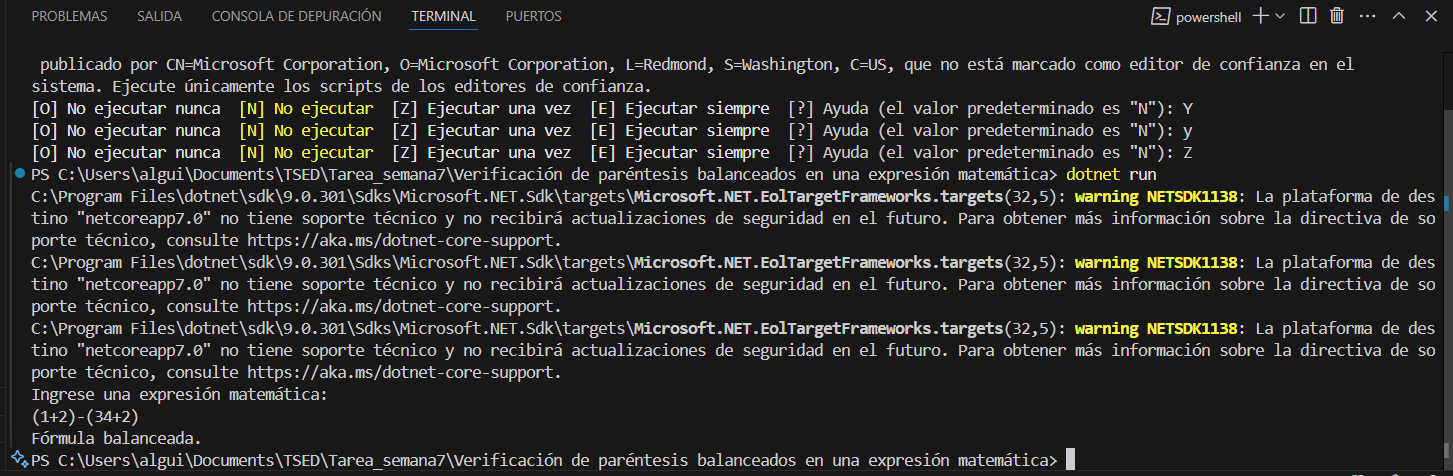 PROBLEMAS SALIDA CONSOLA DE DEPURACIÓN TERMINAL PUERTOS powershell
publicado por CN=Microsoft Corporation, O=Microsoft Corporation, L=Redmond, S=Washington, C=US, que no está marcado como editor de confianza en el
sistema. Ejecute únicamente los scripts de los editores de confianza.
[O] No ejecutar nunca  [N] No ejecutar  [Z] Ejecutar una vez  [E] Ejecutar siempre  [?] Ayuda (el valor predeterminado es "N"): Y
[O] No ejecutar nunca  [N] No ejecutar  [Z] Ejecutar una vez  [E] Ejecutar siempre  [?] Ayuda (el valor predeterminado es "N"): y
[O] No ejecutar nunca  [N] No ejecutar  [Z] Ejecutar una vez  [E] Ejecutar siempre  [?] Ayuda (el valor predeterminado es "N"): Z
PS C:\Users\algui\Documents\TSED\Tarea_semana7\Verificación de paréntesis balanceados en una expresión matemática> dotnet run
C:\Program Files\dotnet\sdk\9.0.301\Sdks\Microsoft.NET.Sdk\targets\Microsoft.NET.EolTargetFrameworks.targets(32,5): warning NETSDK1138: La plataforma de des
tino "netcoreapp7.0" no tiene soporte técnico y no recibirá actualizaciones de seguridad en el futuro. Para obtener más información sobre la directiva de so
porte técnico, consulte https://aka.ms/dotnet-core-support.
C:\Program Files\dotnet\sdk\9.0.301\Sdks\Microsoft.NET.Sdk\targets\Microsoft.NET.EolTargetFrameworks.targets(32,5): warning NETSDK1138: La plataforma de des
tino "netcoreapp7.0" no tiene soporte técnico y no recibirá actualizaciones de seguridad en el futuro. Para obtener más información sobre la directiva de so
porte técnico, consulte https://aka.ms/dotnet-core-support.
C:\Program Files\dotnet\sdk\9.0.301\Sdks\Microsoft.NET.Sdk\targets\Microsoft.NET.EolTargetFrameworks.targets(32,5): warning NETSDK1138: La plataforma de des
tino "netcoreapp7.0" no tiene soporte técnico y no recibirá actualizaciones de seguridad en el futuro. Para obtener más información sobre la directiva de so
porte técnico, consulte https://aka.ms/dotnet-core-support.
Ingrese una expresión matemática:
(1+2)-(34+2)
Fórmula balanceada.
PS C:\Users\algui\Documents\TSED\Tarea_semana7\Verificación de paréntesis balanceados en una expresión matemática>